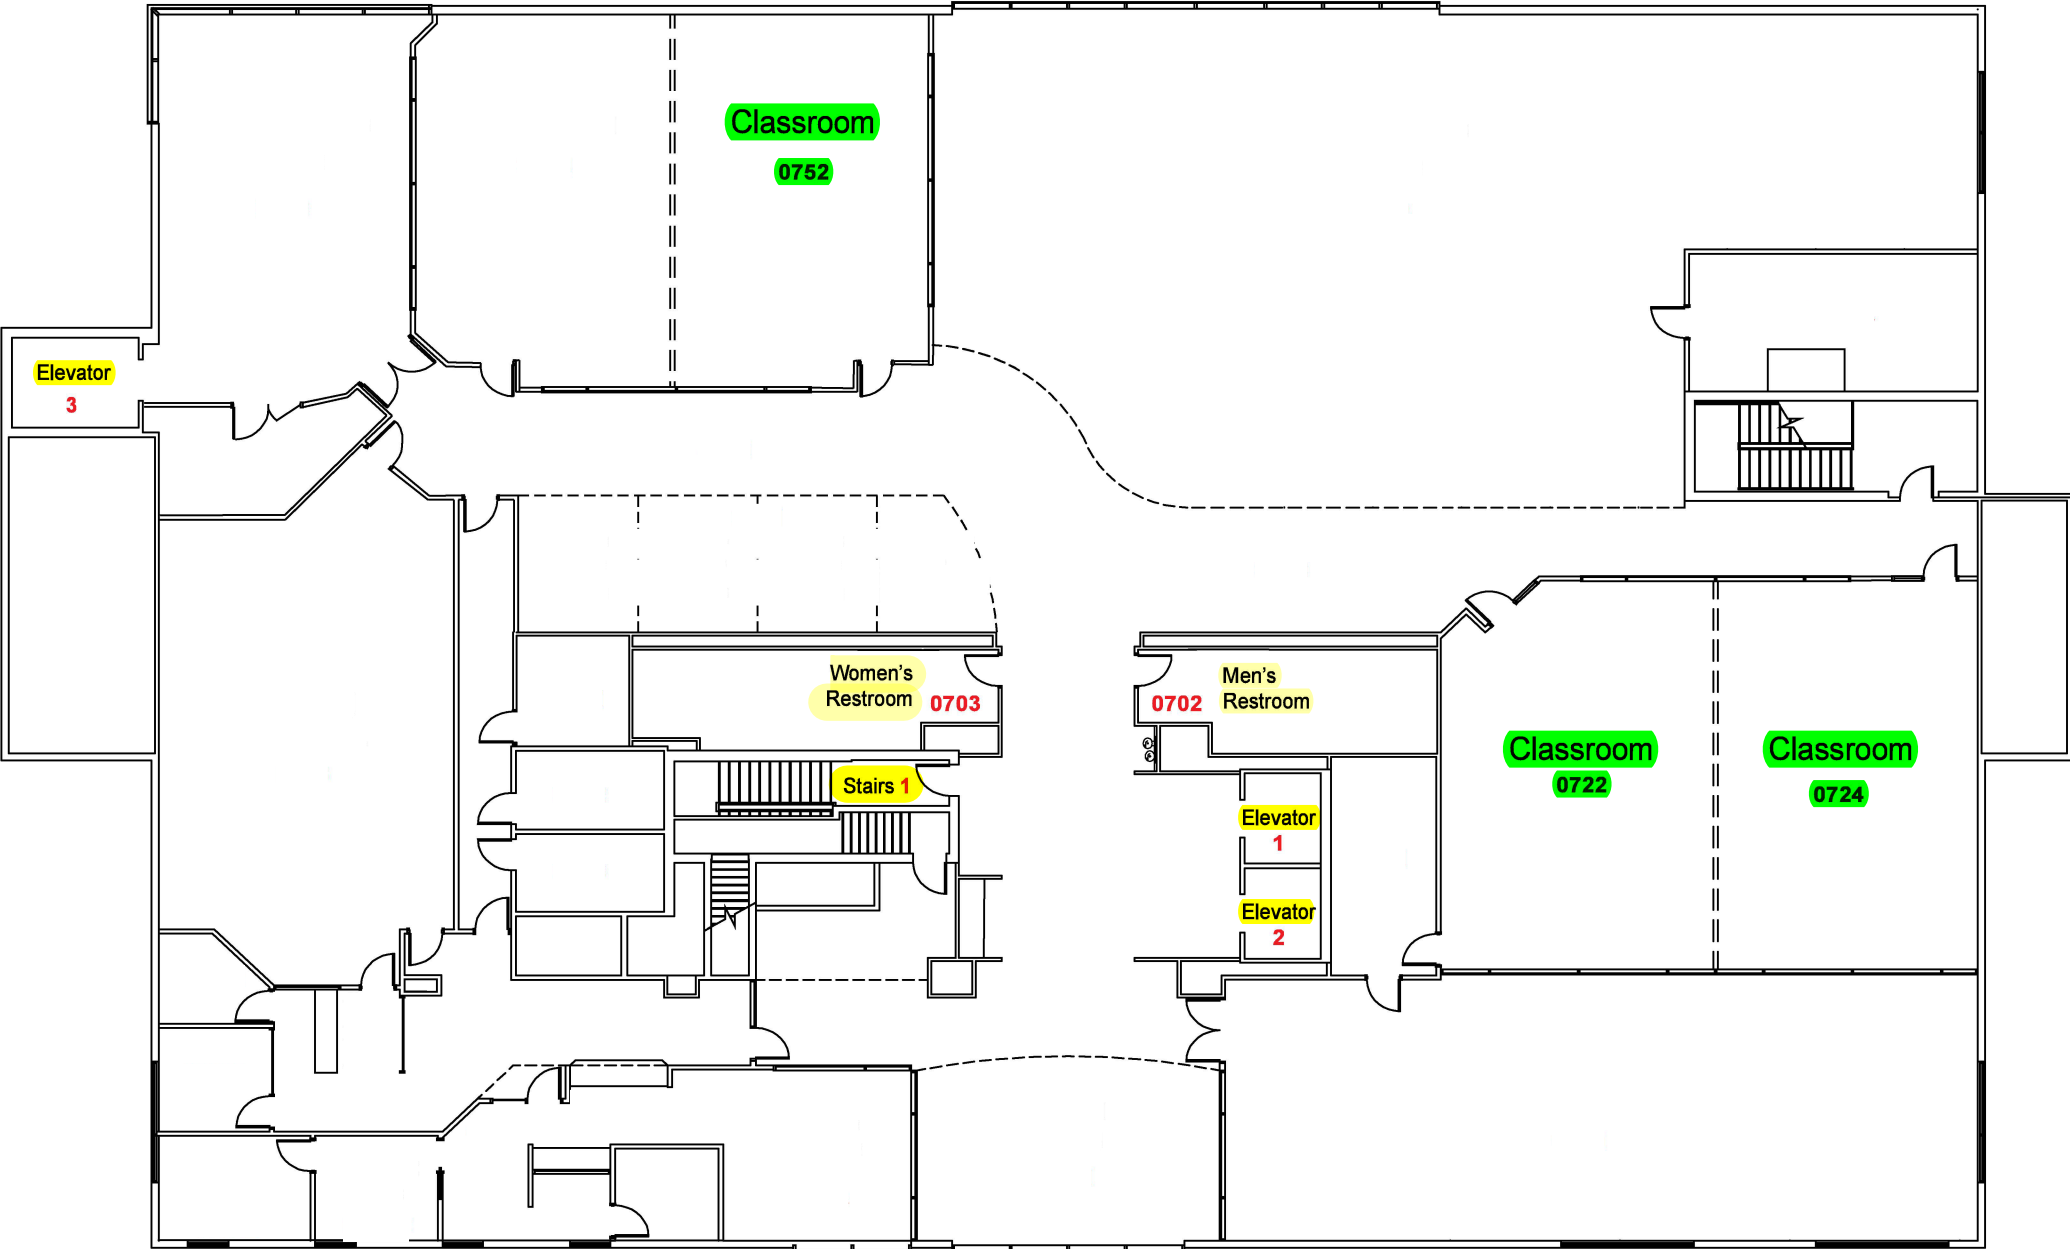 Classroom
0752
Elevator
3
Women's
Restroom 0703
Men's
0702 Restroom
Classroom
0722
Classroom
0724
Stairs 1
Elevator
1
Elevator
2